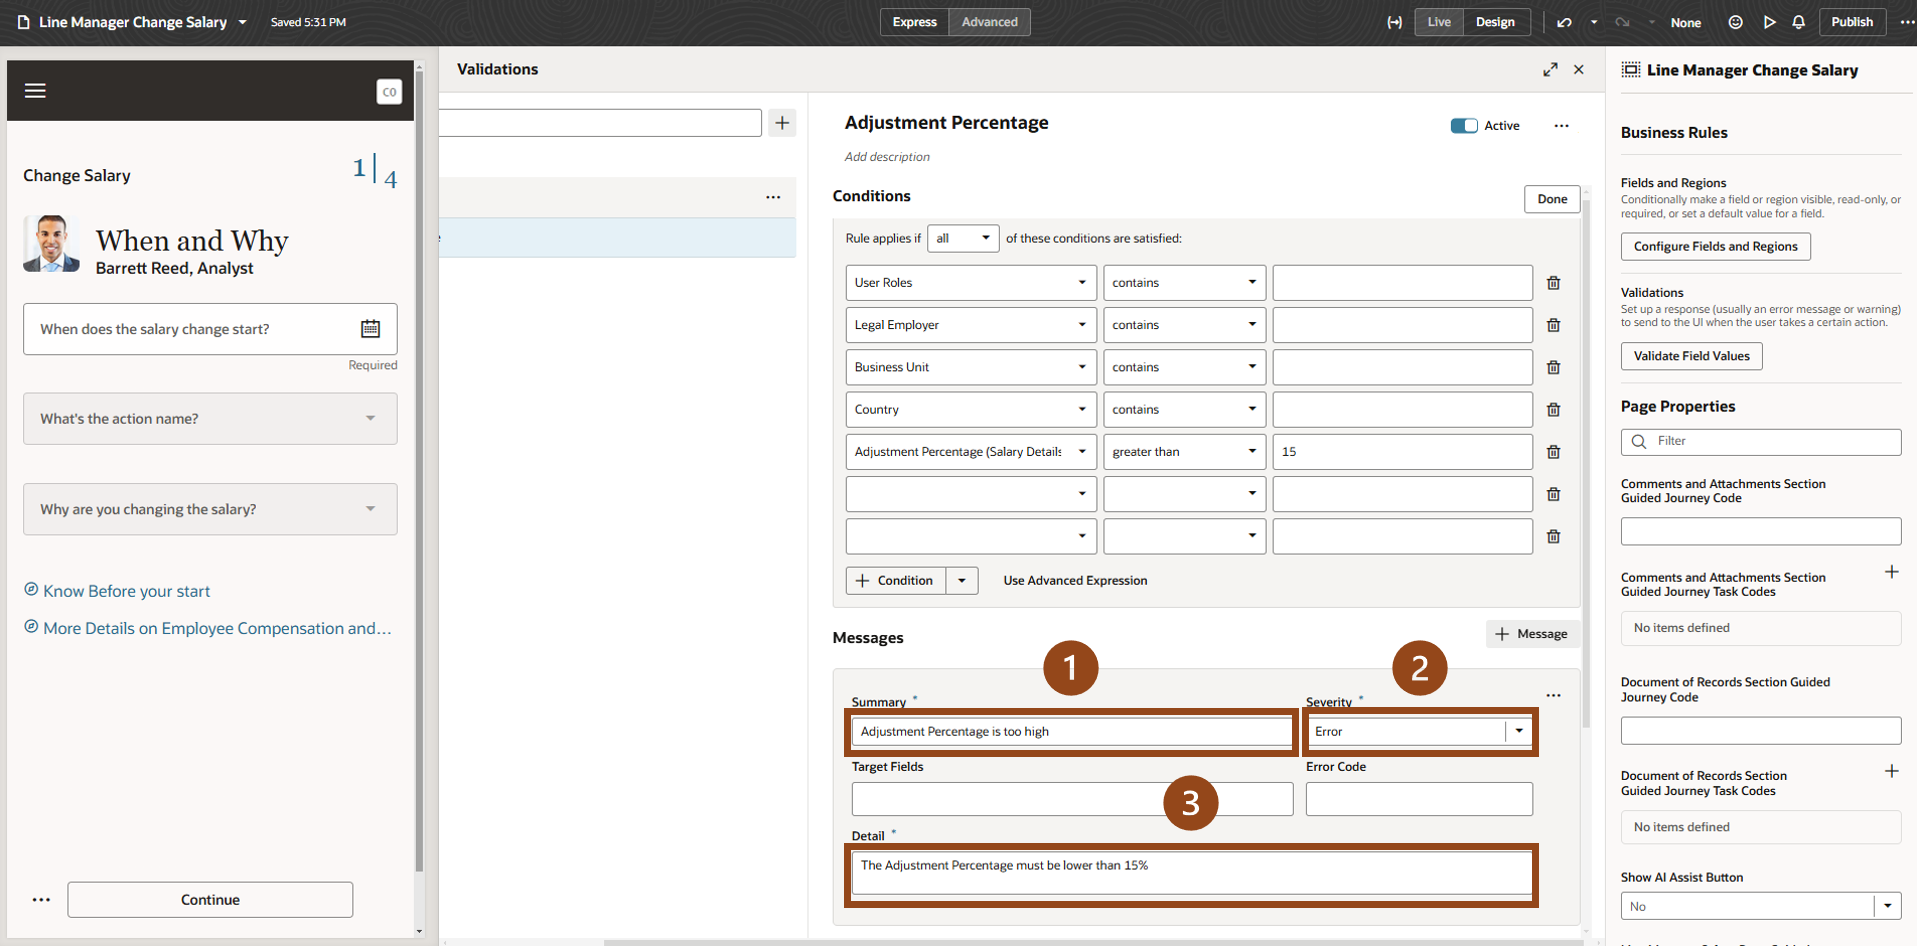 Line Manager Change Salary
Saved 5:31 PM
Express
Advanced
Live
Design
None
Publish
CO
Change Salary
1
4
When and Why
Barrett Reed, Analyst
When does the salary change start?
Required
What's the action name?
Why are you changing the salary?
Know Before your start
More Details on Employee Compensation and...
Continue
Validations
Adjustment Percentage
Active
Add description
Conditions
Done
Rule applies if all of these conditions are satisfied:
User Roles contains
Legal Employer contains
Business Unit contains
Country contains
Adjustment Percentage (Salary Details greater than 15
Condition
Use Advanced Expression
Messages
Message
1
2
Summary *
Severity *
Adjustment Percentage is too high
Error
Target Fields
Error Code
3
Detail *
The Adjustment Percentage must be lower than 15%
Line Manager Change Salary
Business Rules
Fields and Regions
Conditionally make a field or region visible, read-only, or
required, or set a default value for a field.
Configure Fields and Regions
Validations
Set up a response (usually an error message or warning)
to send to the UI when the user takes a certain action.
Validate Field Values
Page Properties
Filter
Comments and Attachments Section
Guided Journey Code
Comments and Attachments Section
Guided Journey Task Codes
No items defined
Document of Records Section Guided
Journey Code
Document of Records Section
Guided Journey Task Codes
No items defined
Show AI Assist Button
No